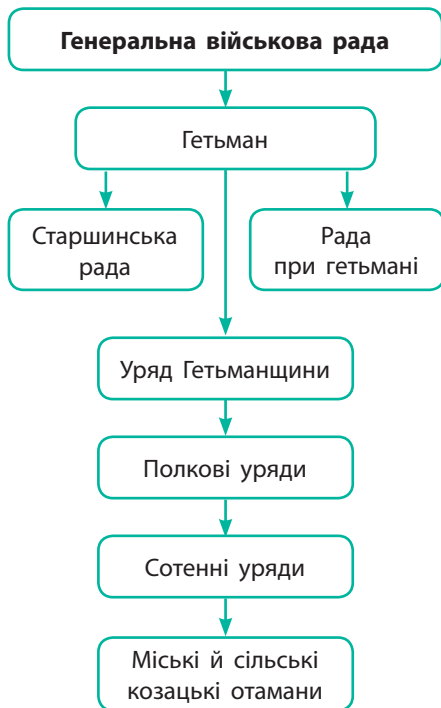 Генеральна військова рада
Гетьман
Старшинська
рада
Рада
при гетьмані
Уряд Гетьманщини
Полкові уряди
Сотенні уряди
Міські й сільські
козацькі отамани